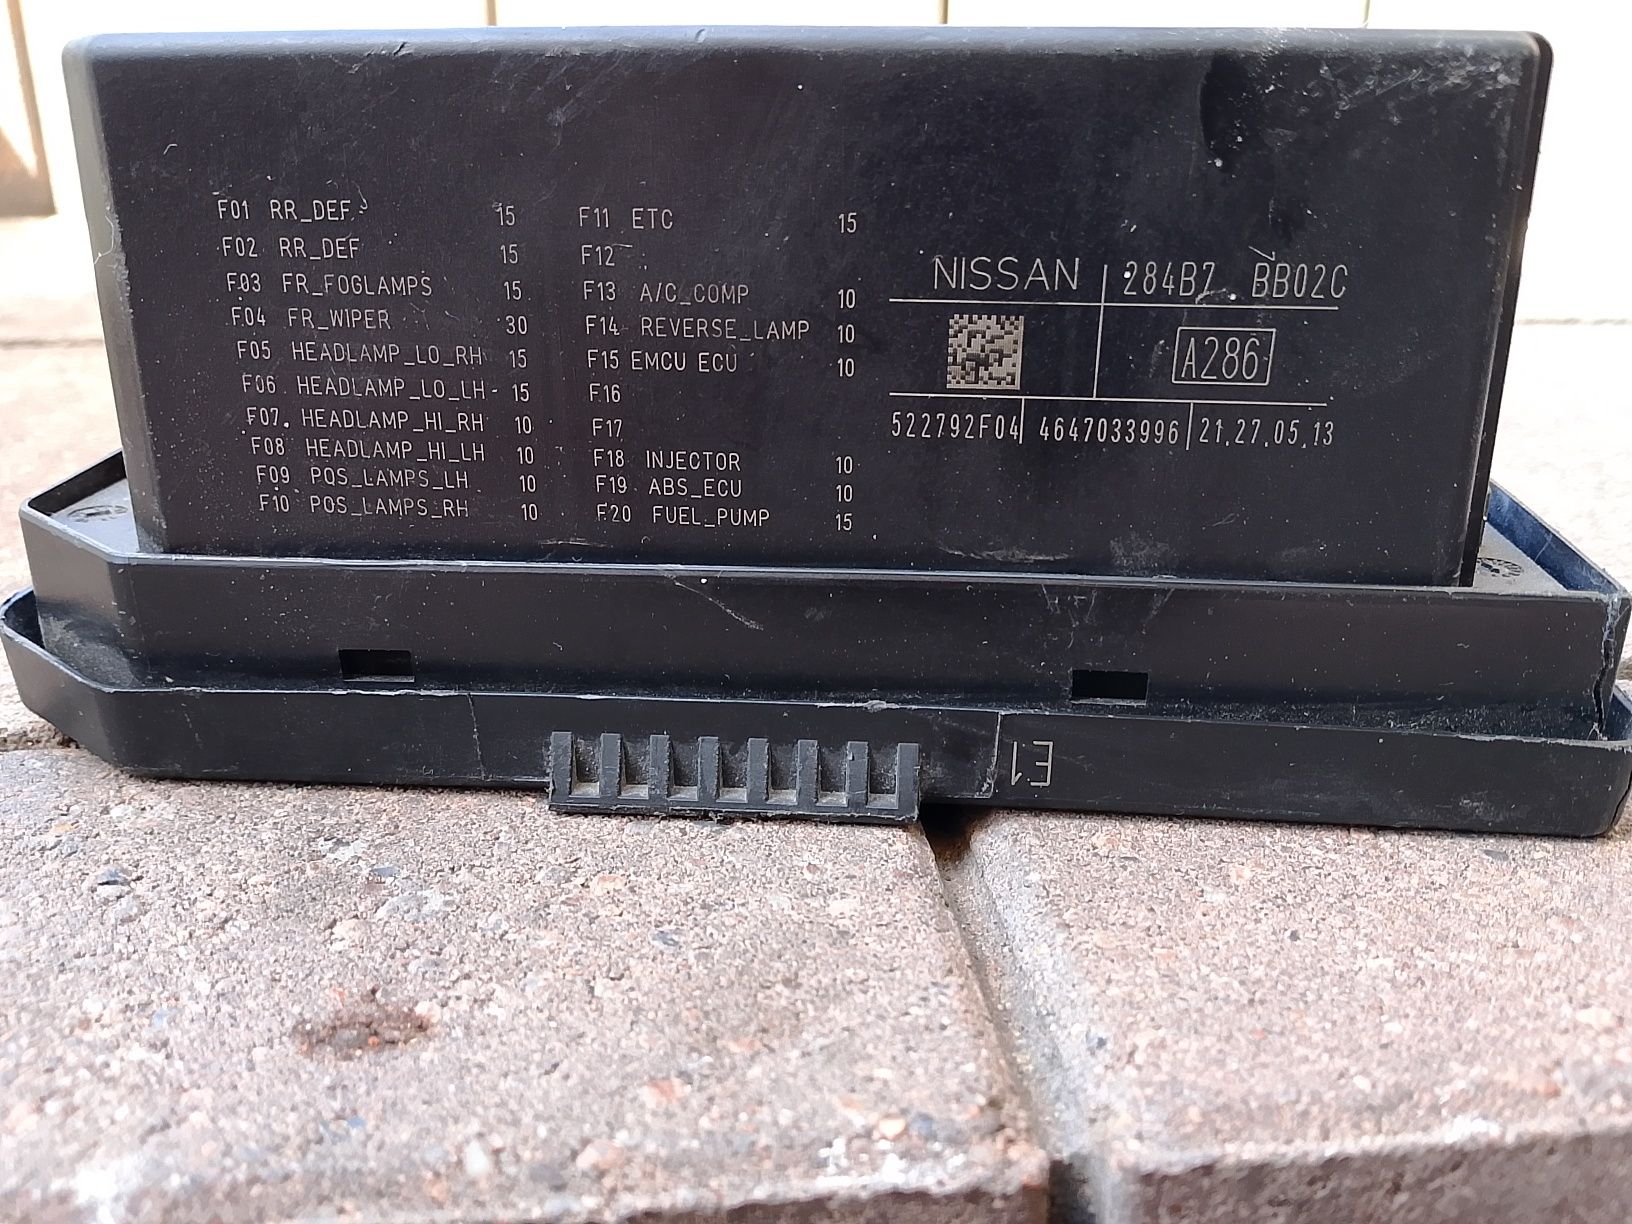 F01 RR_DEF 15
F02 RR_DEF 15
F03 FR_FOGLAMPS 15
F04 FR_WIPER 30
F05 HEADLAMP_LO_RH 15
F06 HEADLAMP_LO_LH 15
F07 HEADLAMP_HI_RH 10
F08 HEADLAMP_HI_LH 10
F09 POS_LAMPS_LH 10
F10 POS_LAMPS_RH 10
F11 ETC 15
F12
F13 A/C_COMP 10
F14 REVERSE_LAMP 10
F15 EMCU ECU 10
F16
F17
F18 INJECTOR 10
F19 ABS_ECU 10
F20 FUEL_PUMP 15
NISSAN 284B7 BB02C
A286
522792F04 4647033996 21.27.05.13
E1